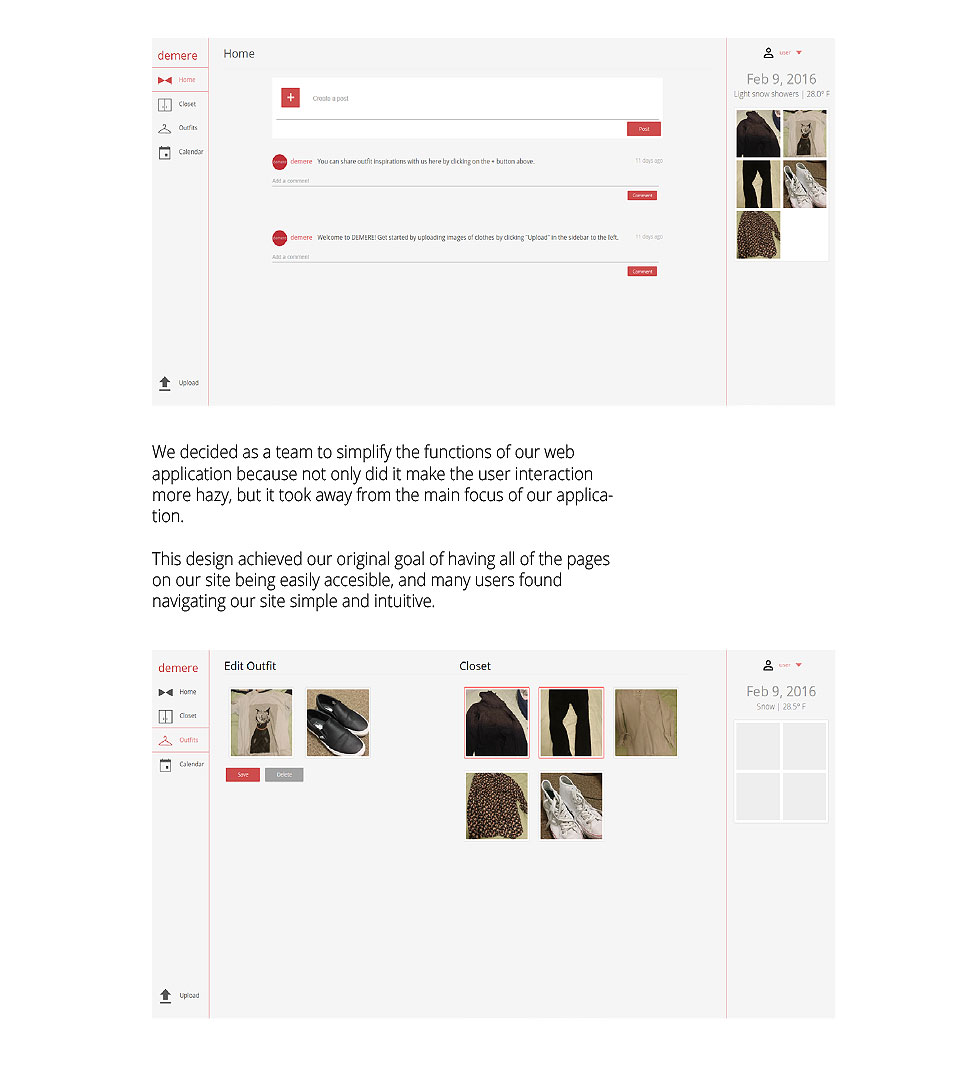 demere
Home
Home
Closet
Outfits
Calendar
Upload
+
Create a post
Post
demere
demere
You can share outfit inspirations with us here by clicking on the + button above.
11 days ago
Add a comment
Comment
demere
demere
Welcome to DEMERE! Get started by uploading images of clothes by clicking "Upload" in the sidebar to the left.
11 days ago
Add a comment
Comment
user
Feb 9, 2016
Light snow showers | 28.0° F
We decided as a team to simplify the functions of our web
application because not only did it make the user interaction
more hazy, but it took away from the main focus of our applica-
tion.
This design achieved our original goal of having all of the pages
on our site being easily accesible, and many users found
navigating our site simple and intuitive.
demere
Home
Closet
Outfits
Calendar
Upload
Edit Outfit
Save
Delete
Closet
user
Feb 9, 2016
Snow | 28.5° F